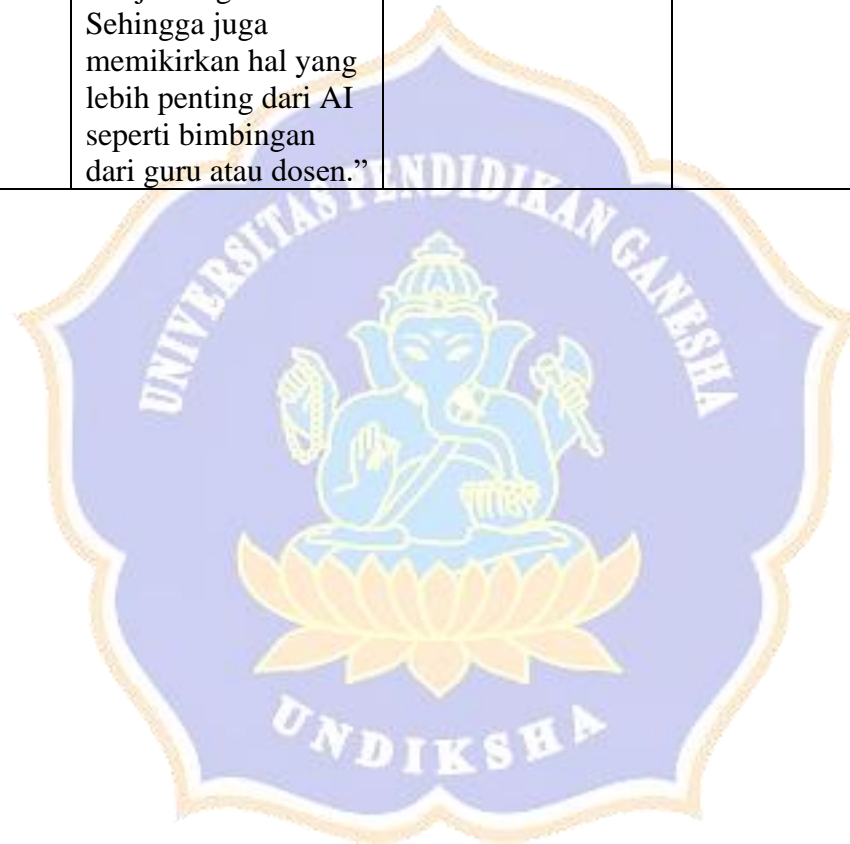 Sehingga juga
memikirkan hal yang
lebih penting dari AI
seperti bimbingan
dari guru atau dosen.”
UNIVERSITAS PENDIDIKAN GANESHA
UNDIKSHA